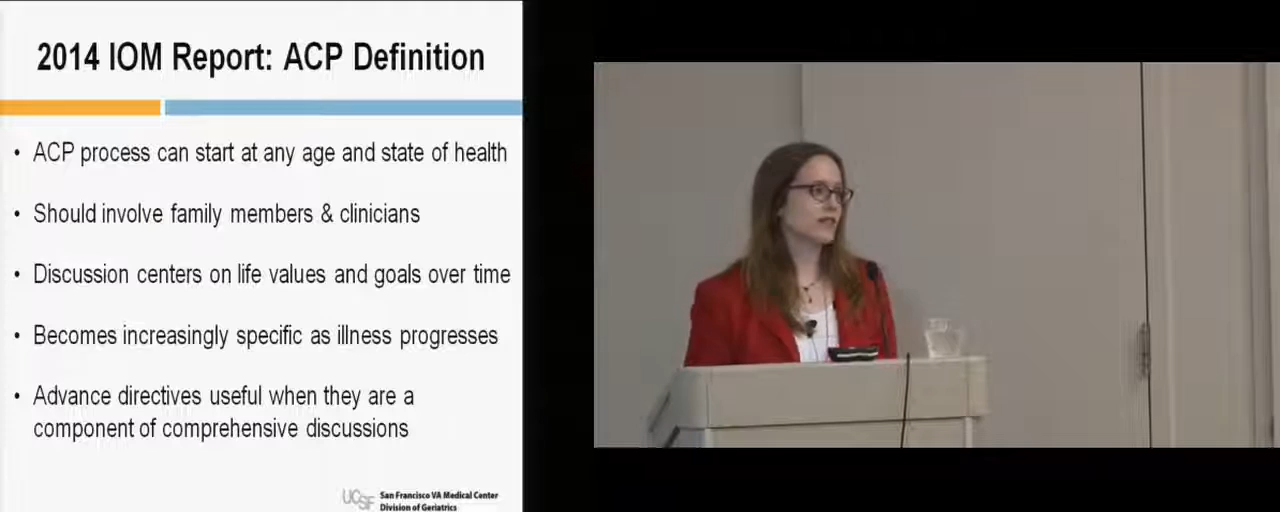 2014 IOM Report: ACP Definition
• ACP process can start at any age and state of health
• Should involve family members & clinicians
• Discussion centers on life values and goals over time
• Becomes increasingly specific as illness progresses
• Advance directives useful when they are a
component of comprehensive discussions
UCSF
San Francisco VA Medical Center
Division of Geriatrics